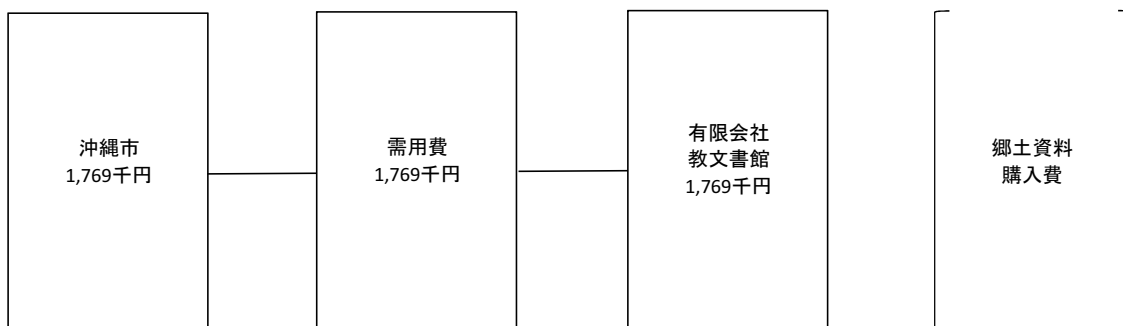 沖縄市
1,769千円
需用費
1,769千円
有限会社
教文書館
1,769千円
郷土資料
購入費